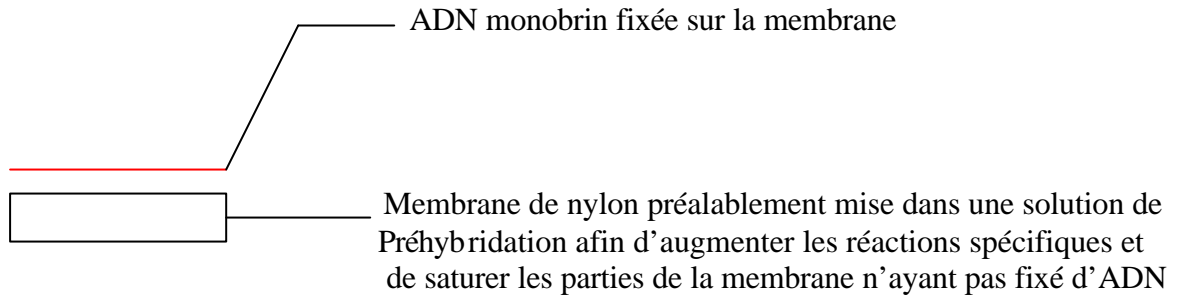 ADN monobrin fixée sur la membrane
Membrane de nylon préalablement mise dans une solution de
Préhybridation afin d’augmenter les réactions spécifiques et
de saturer les parties de la membrane n’ayant pas fixé d’ADN